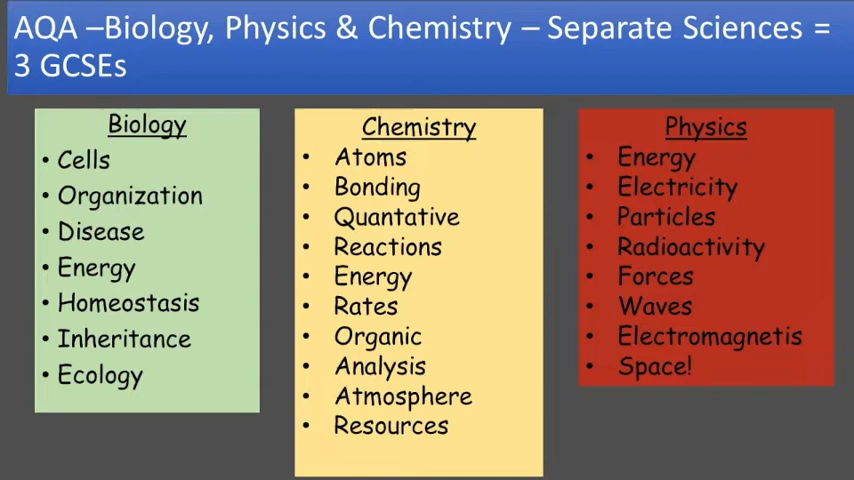 AQA –Biology, Physics & Chemistry – Separate Sciences =
3 GCSEs
Biology
• Cells
• Organization
• Disease
• Energy
• Homeostasis
• Inheritance
• Ecology
Chemistry
• Atoms
• Bonding
• Quantative
• Reactions
• Energy
• Rates
• Organic
• Analysis
• Atmosphere
• Resources
Physics
• Energy
• Electricity
• Particles
• Radioactivity
• Forces
• Waves
• Electromagnetis
• Space!